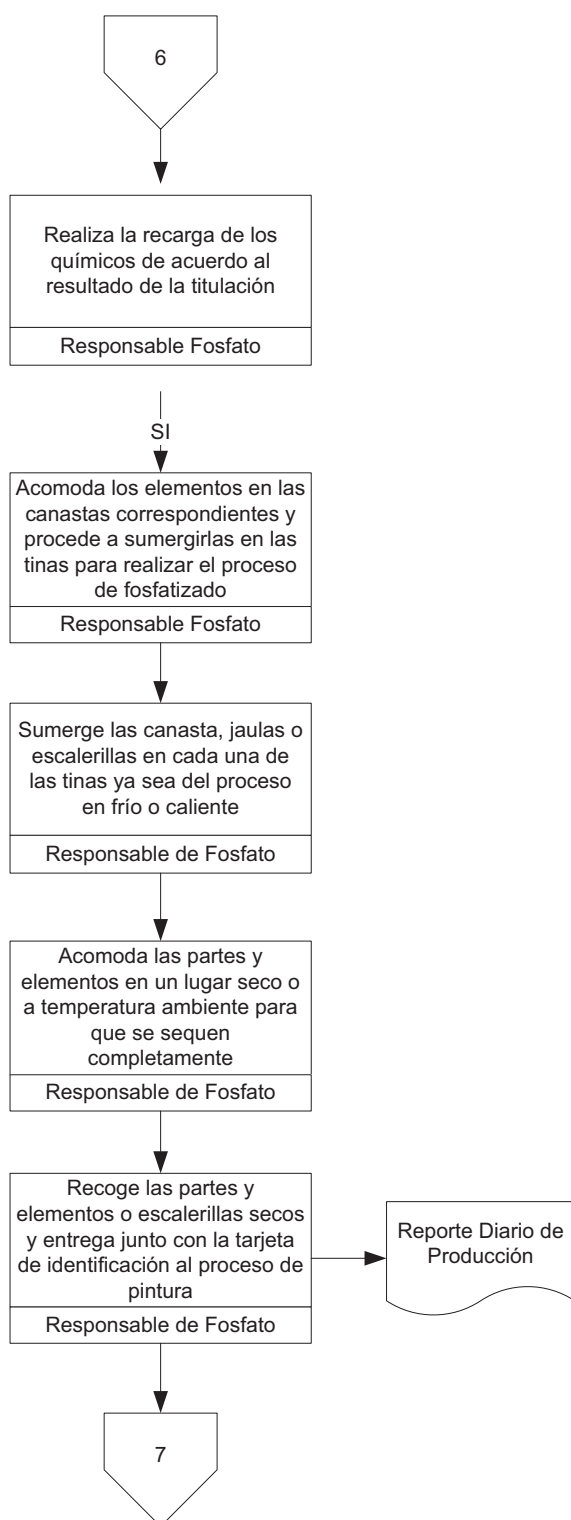 6
Realiza la recarga de los
químicos de acuerdo al
resultado de la titulación
Responsable Fosfato
SI
Acomoda los elementos en las
canastas correspondientes y
procede a sumergirlas en las
tinas para realizar el proceso
de fosfatizado
Responsable Fosfato
Sumerge las canasta, jaulas o
escalerillas en cada una de
las tinas ya sea del proceso
en frío o caliente
Responsable de Fosfato
Acomoda las partes y
elementos en un lugar seco o
a temperatura ambiente para
que se sequen
completamente
Responsable de Fosfato
Recoge las partes y
elementos o escalerillas secos
y entrega junto con la tarjeta
de identificación al proceso de
pintura
Responsable de Fosfato
Reporte Diario de
Producción
7